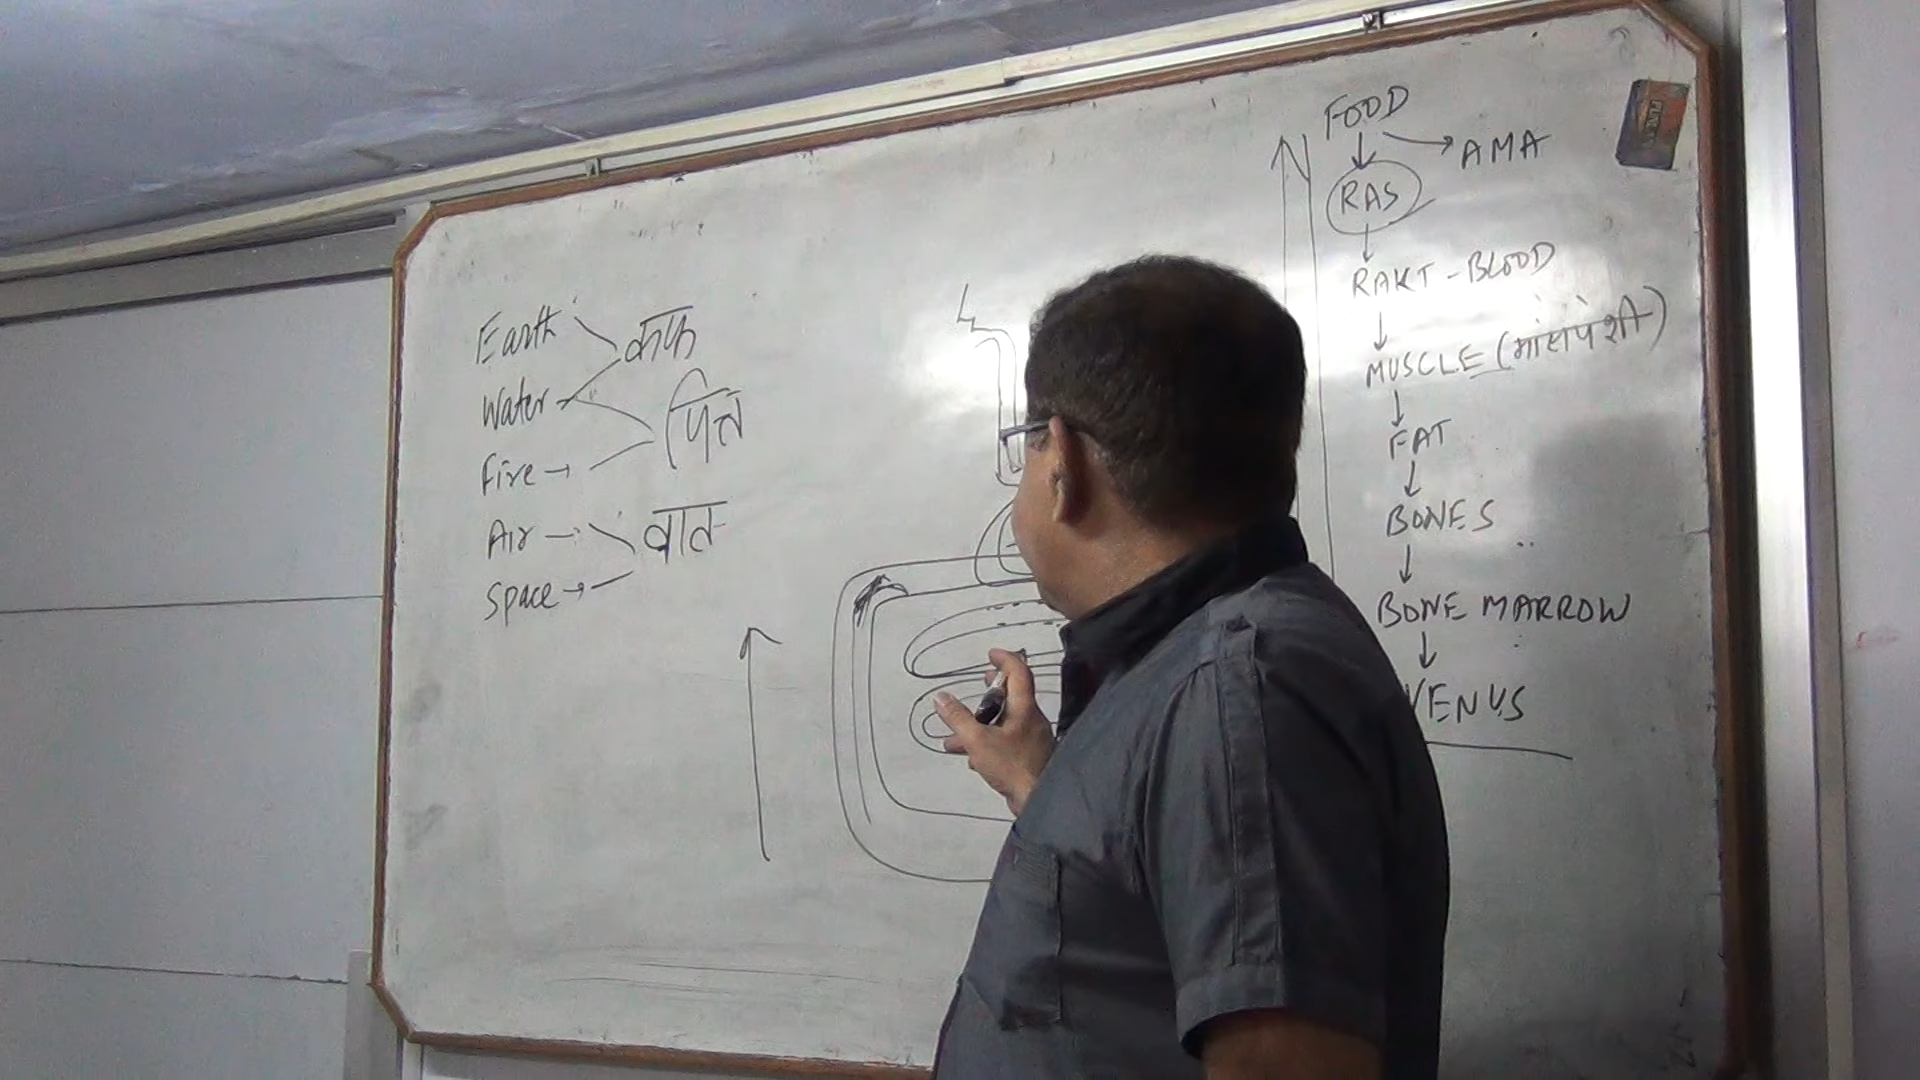 Earth
कफ
Water
पित्त
Fire →
Air →
वात
Space →
FOOD
AMA
RAS
RAKT - BLOOD
MUSCLE (मांसपेशी)
FAT
BONES
BONE MARROW
VENUS